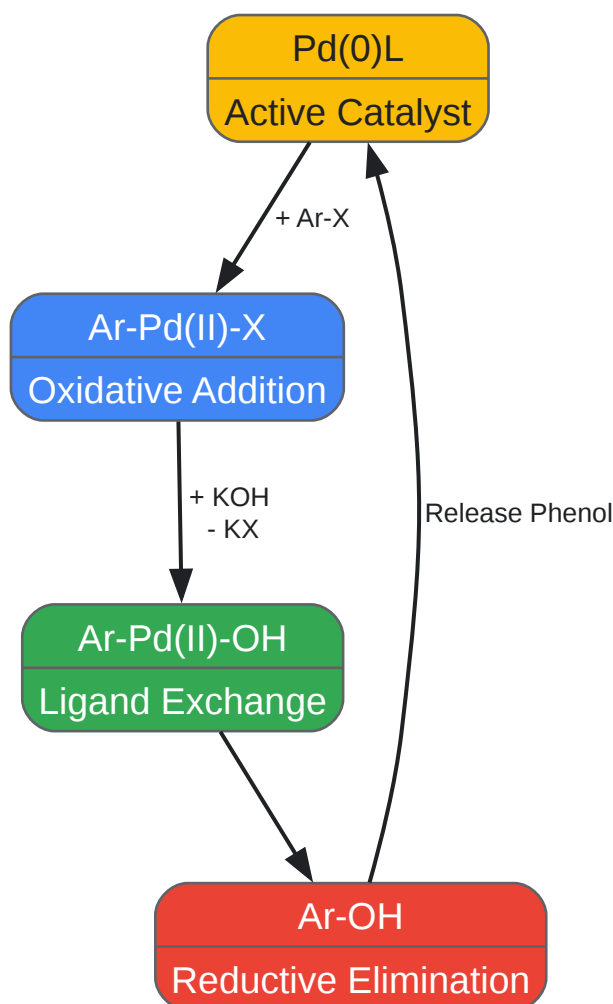 Pd(0)L
Active Catalyst
+ Ar-X
Ar-Pd(II)-X
Oxidative Addition
+ KOH
- KX
Release Phenol
Ar-Pd(II)-OH
Ligand Exchange
Ar-OH
Reductive Elimination